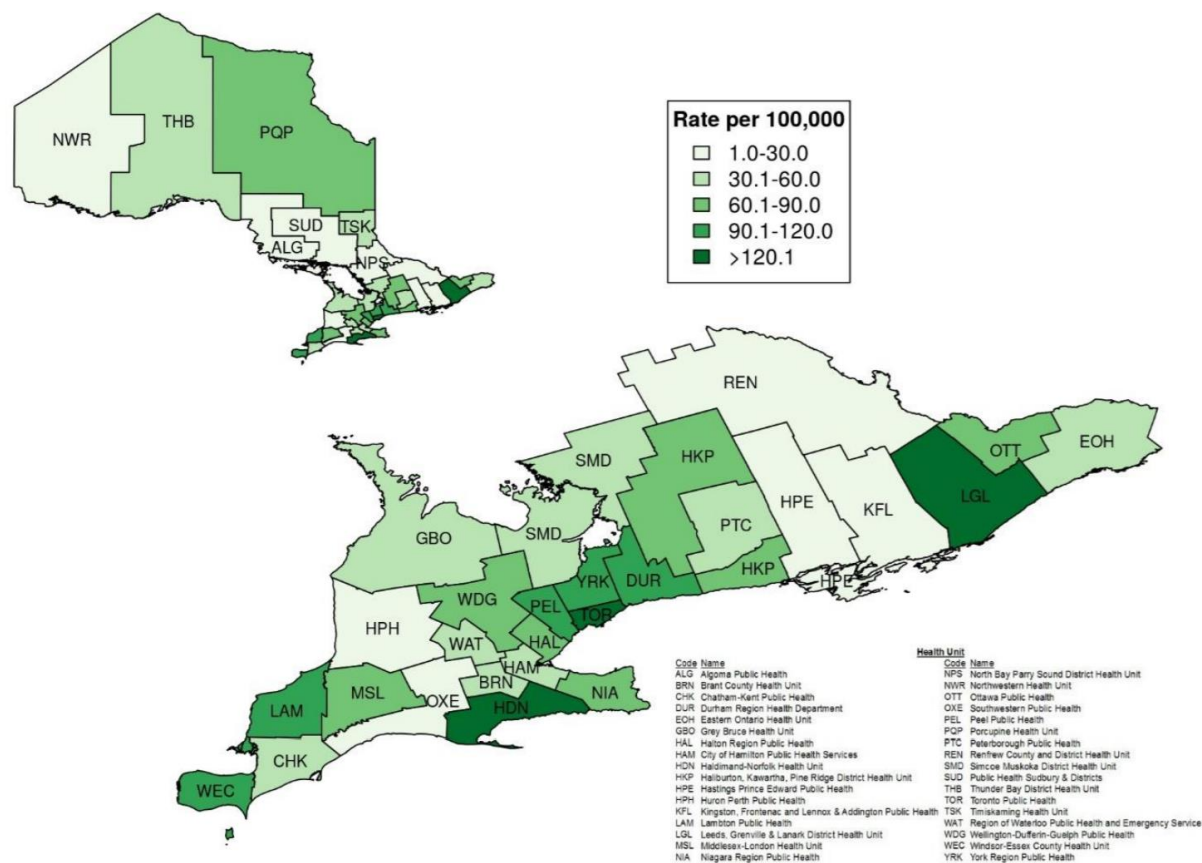 NWR
THB
PQP
SUD
TSK
ALG
NPS
Rate per 100,000
1.0-30.0
30.1-60.0
60.1-90.0
90.1-120.0
>120.1
REN
SMD
HKP
OTT
EOH
HPE
KFL
LGL
GBO
SMD
PTC
HKP
HPE
YRK
DUR
WDG
PEL
TOR
HPH
WAT
HAL
HAM
BRN
MSL
OXE
NIA
LAM
HDN
CHK
WEC
Health Unit
Code Name
ALG Algoma Public Health
BRN Brant County Health Unit
CHK Chatham-Kent Public Health
DUR Durham Region Health Department
EOH Eastern Ontario Health Unit
GBO Grey Bruce Health Unit
HAL Halton Region Public Health
HAM City of Hamilton Public Health Services
HDN Haldimand-Norfolk Health Unit
HKP Haliburton, Kawartha, Pine Ridge District Health Unit
HPE Hastings Prince Edward Public Health
HPH Huron Perth Public Health
KFL Kingston, Frontenac and Lennox & Addington Public Health
LAM Lambton Public Health
LGL Leeds, Grenville & Lanark District Health Unit
MSL Middlesex-London Health Unit
NIA Niagara Region Public Health
Code Name
NPS North Bay Parry Sound District Health Unit
NWR Northwestern Health Unit
OTT Ottawa Public Health
OXE Southwestern Public Health
PEL Peel Public Health
PQP Porcupine Health Unit
PTC Peterborough Public Health
REN Renfrew County and District Health Unit
SMD Simcoe Muskoka District Health Unit
SUD Public Health Sudbury & Districts
THB Thunder Bay District Health Unit
TOR Toronto Public Health
TSK Timiskaming Health Unit
WAT Region of Waterloo Public Health and Emergency Service
WDG Wellington-Dufferin-Guelph Public Health
WEC Windsor-Essex County Health Unit
YRK York Region Public Health